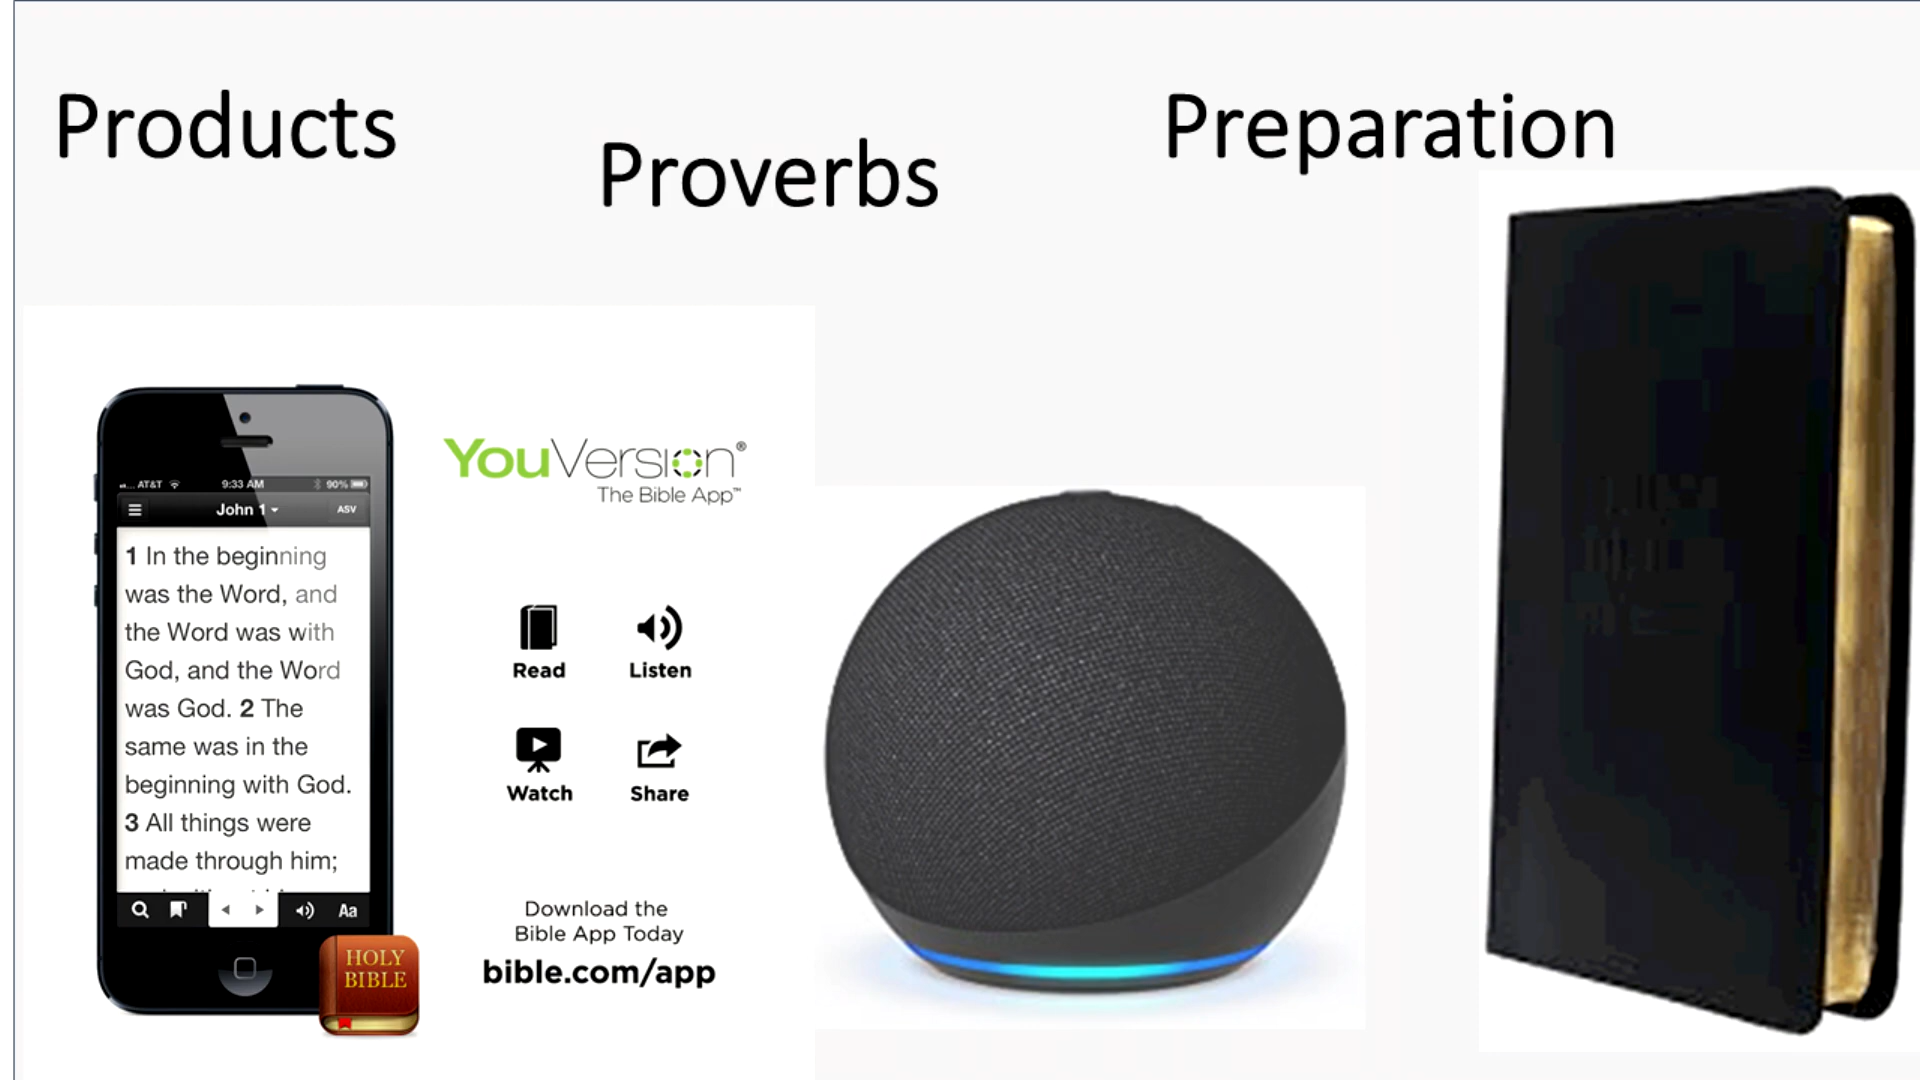 Products
Proverbs
Preparation
AT&T 9:33 AM 90%
John 1 ASV
1 In the beginning
was the Word, and
the Word was with
God, and the Word
was God. 2 The
same was in the
beginning with God.
3 All things were
made through him;
Aa
HOLY
BIBLE
YouVersion®
The Bible App™
Read Listen
Watch Share
Download the
Bible App Today
bible.com/app